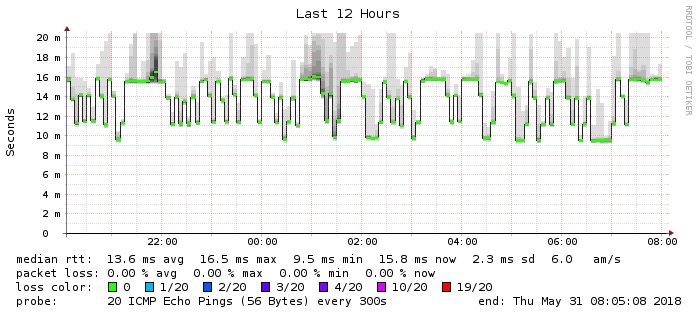 Last 12 Hours
RRDTOOL / TOBI OETIKER
Seconds
20 m
18 m
16 m
14 m
12 m
10 m
8 m
6 m
4 m
2 m
0
22:00 00:00 02:00 04:00 06:00 08:00
median rtt: 13.6 ms avg 16.5 ms max 9.5 ms min 15.8 ms now 2.3 ms sd 6.0 am/s
packet loss: 0.00 % avg 0.00 % max 0.00 % min 0.00 % now
loss color: 0 1/20 2/20 3/20 4/20 10/20 19/20
probe: 20 ICMP Echo Pings (56 Bytes) every 300s end: Thu May 31 08:05:08 2018